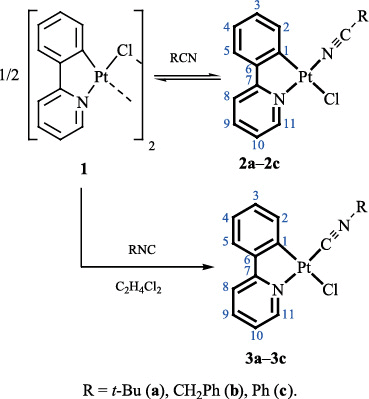 3
4
2
5
1
6
7
8
9
10
11
1/2
Pt
Cl
N
2
1
RCN
N
C
R
Pt
Cl
N
2a–2c
RNC
C₂H₄Cl₂
3
4
2
5
1
6
7
8
9
10
11
C
N
R
Pt
Cl
N
3a–3c
R = t-Bu (a), CH₂Ph (b), Ph (c).